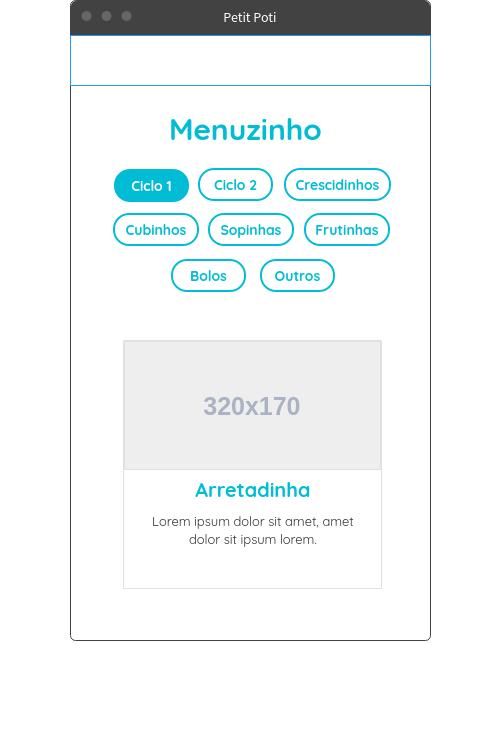 Petit Poti
Menuzinho
Ciclo 1
Ciclo 2
Crescidinhos
Cubinhos
Sopinhas
Frutinhas
Bolos
Outros
320x170
Arretadinha
Lorem ipsum dolor sit amet, amet
dolor sit ipsum lorem.